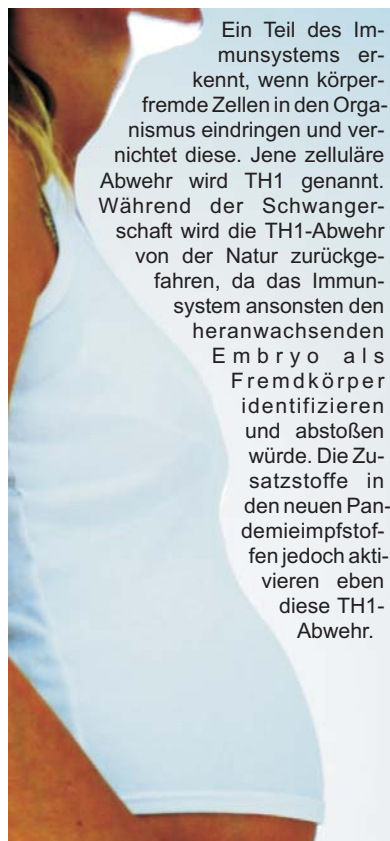 Ein Teil des Im-
munsystems er-
kennt, wenn körper-
fremde Zellen in den Orga-
nismus eindringen und ver-
nichtet diese. Jene zelluläre
Abwehr wird TH1 genannt.
Während der Schwanger-
schaft wird die TH1-Abwehr
von der Natur zurückge-
fahren, da das Immun-
system ansonsten den
heranwachsenden
Embryo als
Fremdkörper
identifizieren
und abstoßen
würde. Die Zu-
satzstoffe in
den neuen Pan-
demieimpfstof-
fen jedoch akti-
vieren eben
diese TH1-
Abwehr.